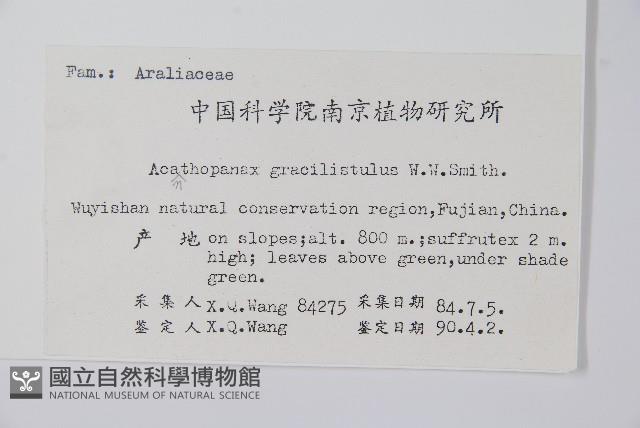 Fam.: Araliaceae
中国科学院南京植物研究所
Acathopanax gracilistulus W.W.Smith.
Wuyishan natural conservation region,Fujian,China.
产 地 on slopes;alt. 800 m.;suffrutex 2 m.
high; leaves above green,under shade
green.
采 集 人 X.Q.Wang 84275 采集日期 84.7.5.
鉴 定 人 X.Q.Wang 鉴定日期 90.4.2.
國立自然科學博物館
NATIONAL MUSEUM OF NATURAL SCIENCE